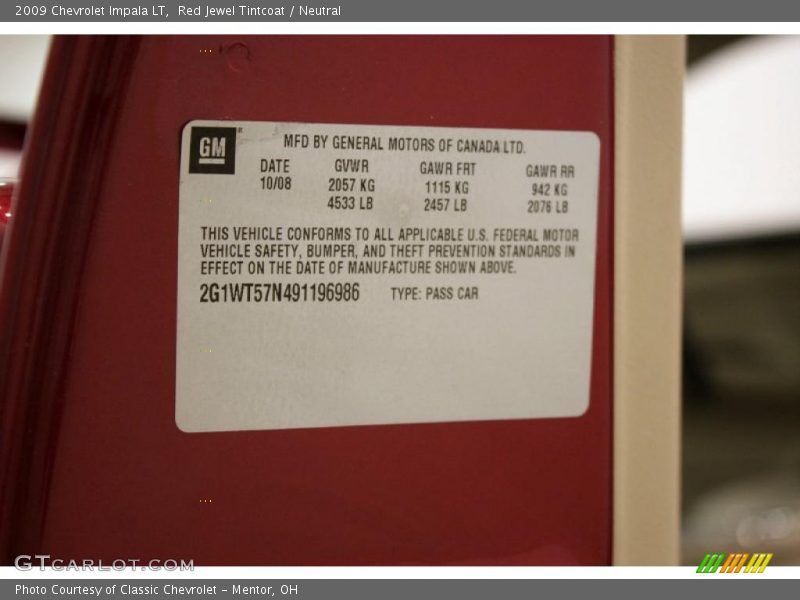 2009 Chevrolet Impala LT, Red Jewel Tintcoat / Neutral
GM
MFD BY GENERAL MOTORS OF CANADA LTD.
DATE GVWR GAWR FRT GAWR RR
10/08 2057 KG 1115 KG 942 KG
4533 LB 2457 LB 2076 LB
THIS VEHICLE CONFORMS TO ALL APPLICABLE U.S. FEDERAL MOTOR
VEHICLE SAFETY, BUMPER, AND THEFT PREVENTION STANDARDS IN
EFFECT ON THE DATE OF MANUFACTURE SHOWN ABOVE.
2G1WT57N491196986 TYPE: PASS CAR
GTCARLOT.COM
Photo Courtesy of Classic Chevrolet - Mentor, OH